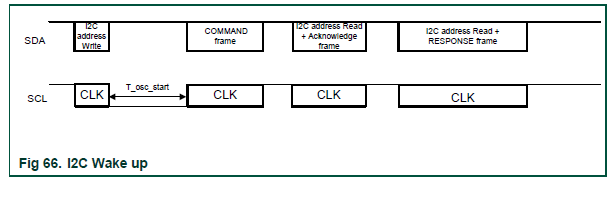 SDA
I2C
address
Write
COMMAND
frame
I2C address Read
+ Acknowledge
frame
I2C address Read +
RESPONSE frame
SCL
CLK
T_osc_start
CLK
CLK
CLK
Fig 66. I2C Wake up